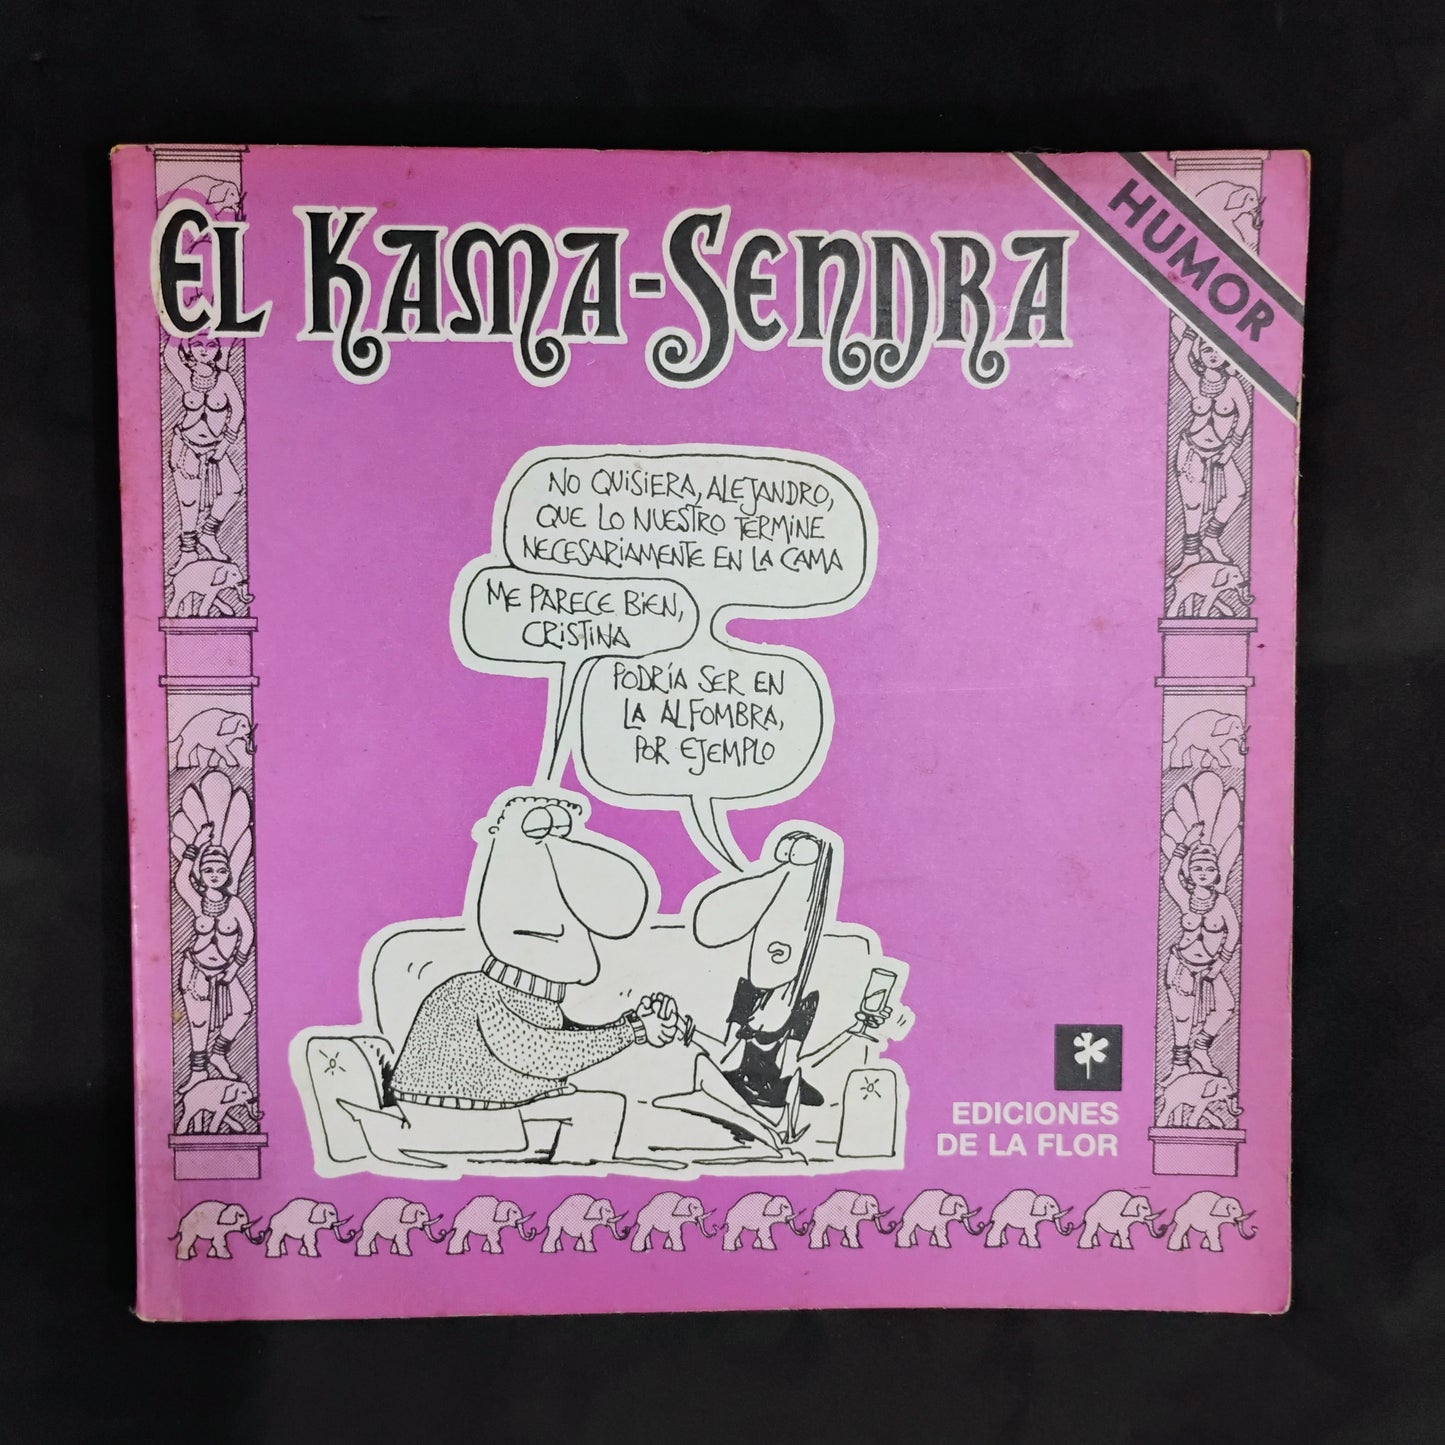 EL KAMA-SENDRA
HUMOR
NO QUISIERA, ALEJANDRO,
QUE LO NUESTRO TERMINE
NECESARIAMENTE EN LA CAMA
ME PARECE BIEN,
CRISTINA
PODRÍA SER EN
LA ALFOMBRA,
POR EJEMPLO
EDICIONES
DE LA FLOR